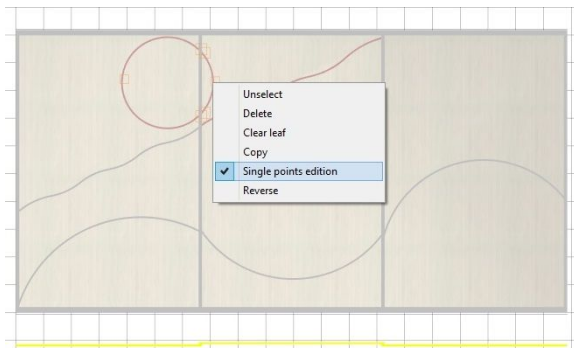 Unselect
Delete
Clear leaf
Copy
Single points edition
Reverse